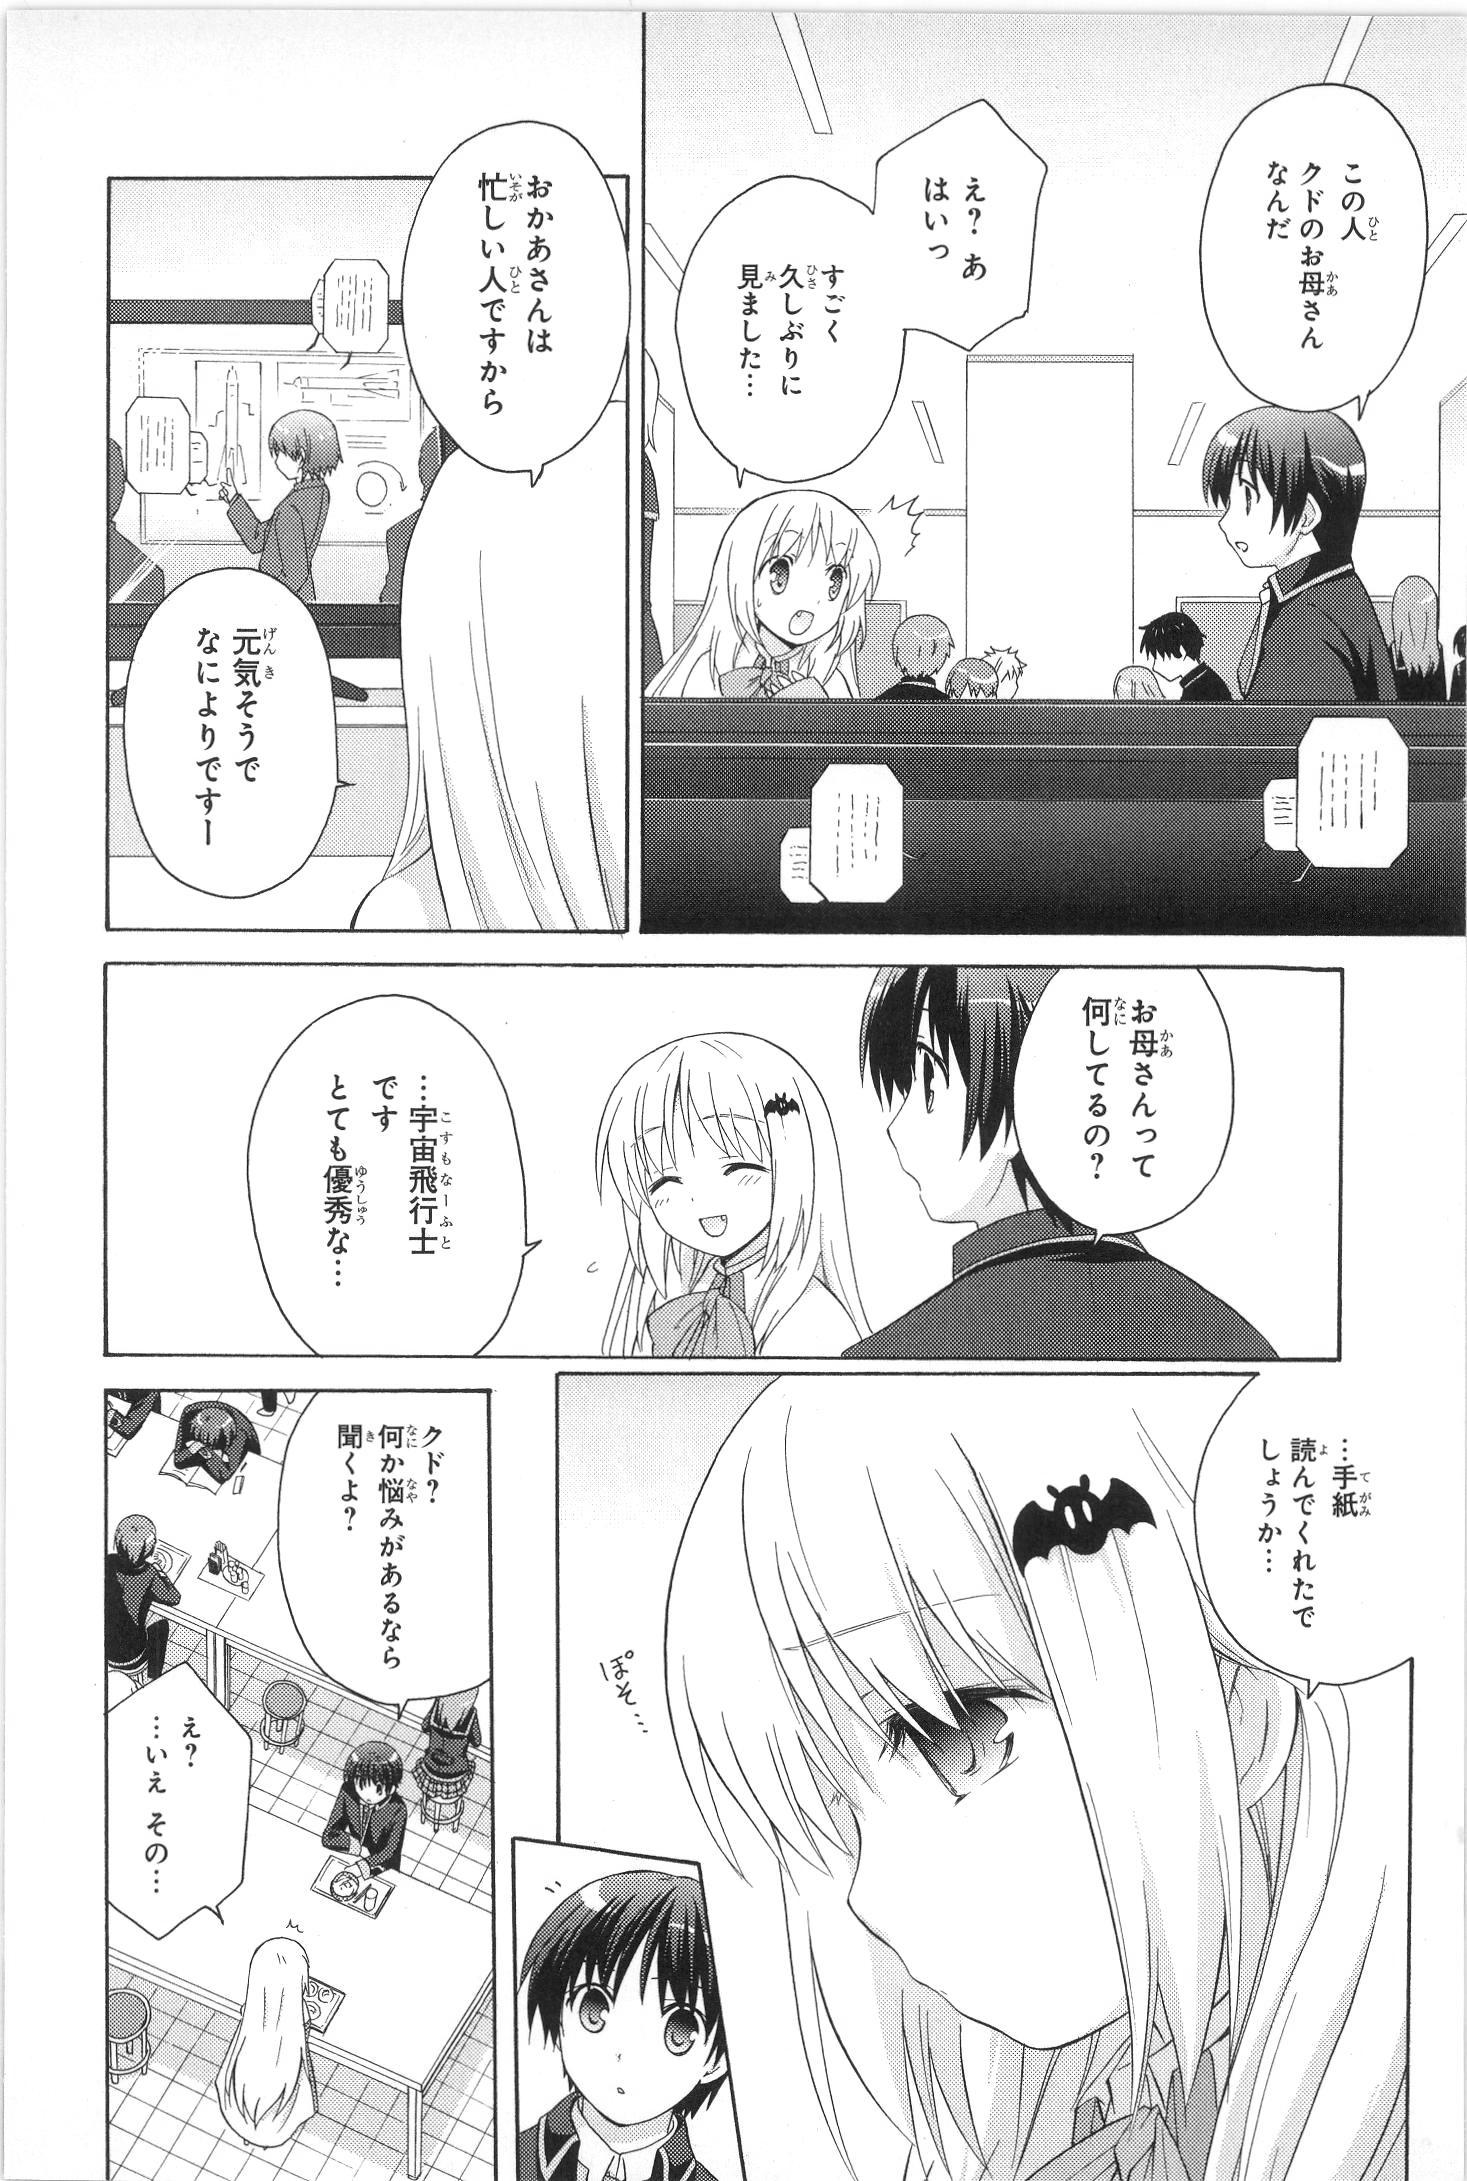 この人
クドのお母さん
なんだ
え？あ
はいっ
すごく
久しぶりに
見ました…
おかあさんは
忙しい人ですから
元気そうで
なによりですー
お母さんって
何してるの？
…宇宙飛行士
です
とても優秀な…
…手紙
読んでくれたで
しょうか…
ぽそ…
クド？
何か悩みがあるなら
聞くよ？
え？
…いえ その…